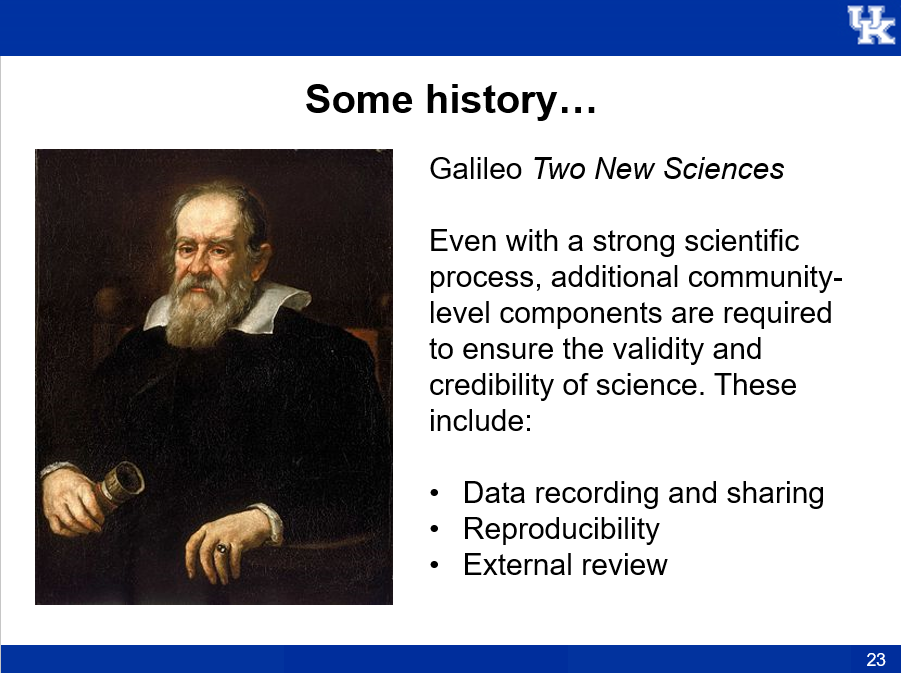 UK
Some history…
Galileo Two New Sciences
Even with a strong scientific
process, additional community-
level components are required
to ensure the validity and
credibility of science. These
include:
• Data recording and sharing
• Reproducibility
• External review
23